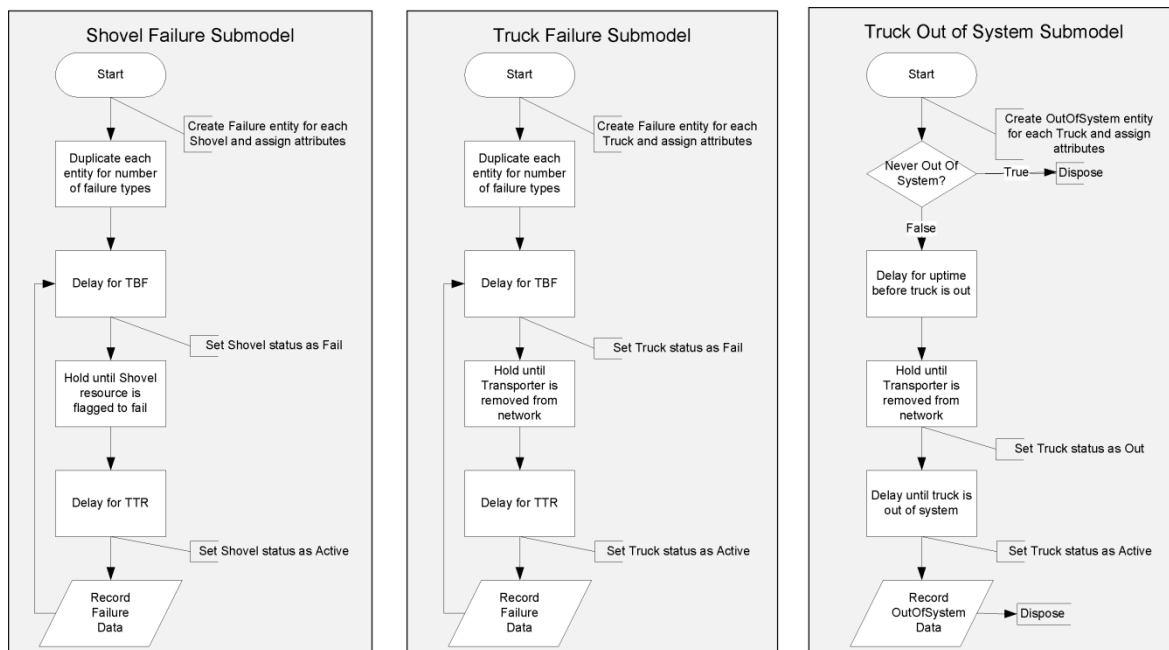 Shovel Failure Submodel
Start
Create Failure entity for each
Shovel and assign attributes
Duplicate each
entity for number
of failure types
Delay for TBF
Set Shovel status as Fail
Hold until Shovel
resource is
flagged to fail
Delay for TTR
Set Shovel status as Active
Record
Failure
Data
Truck Failure Submodel
Start
Create Failure entity for each
Truck and assign attributes
Duplicate each
entity for number
of failure types
Delay for TBF
Set Truck status as Fail
Hold until
Transporter is
removed from
network
Delay for TTR
Set Truck status as Active
Record
Failure
Data
Truck Out of System Submodel
Start
Create OutOfSystem entity
for each Truck and assign
attributes
Never Out Of
System?
True
Dispose
False
Delay for uptime
before truck is out
Hold until
Transporter is
removed from
network
Set Truck status as Out
Delay until truck is
out of system
Set Truck status as Active
Record
OutOfSystem
Data
Dispose